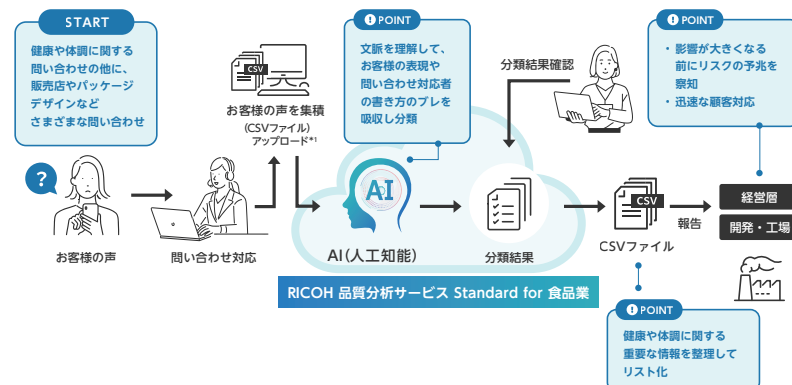 START
健康や体調に関する
問い合わせの他に、
販売店やパッケージ
デザインなど
さまざまな問い合わせ
?
お客様の声
問い合わせ対応
CSV
お客様の声を集積
(CSVファイル)
アップロード*1
! POINT
文脈を理解して、
お客様の表現や
問い合わせ対応者
の書き方のブレを
吸収し分類
AI
AI(人工知能)
分類結果確認
分類結果
RICOH 品質分析サービス Standard for 食品業
CSV
CSVファイル
報告
! POINT
・影響が大きくなる
前にリスクの予兆を
察知
・迅速な顧客対応
経営層
開発・工場
! POINT
健康や体調に関する
重要な情報を整理して
リスト化